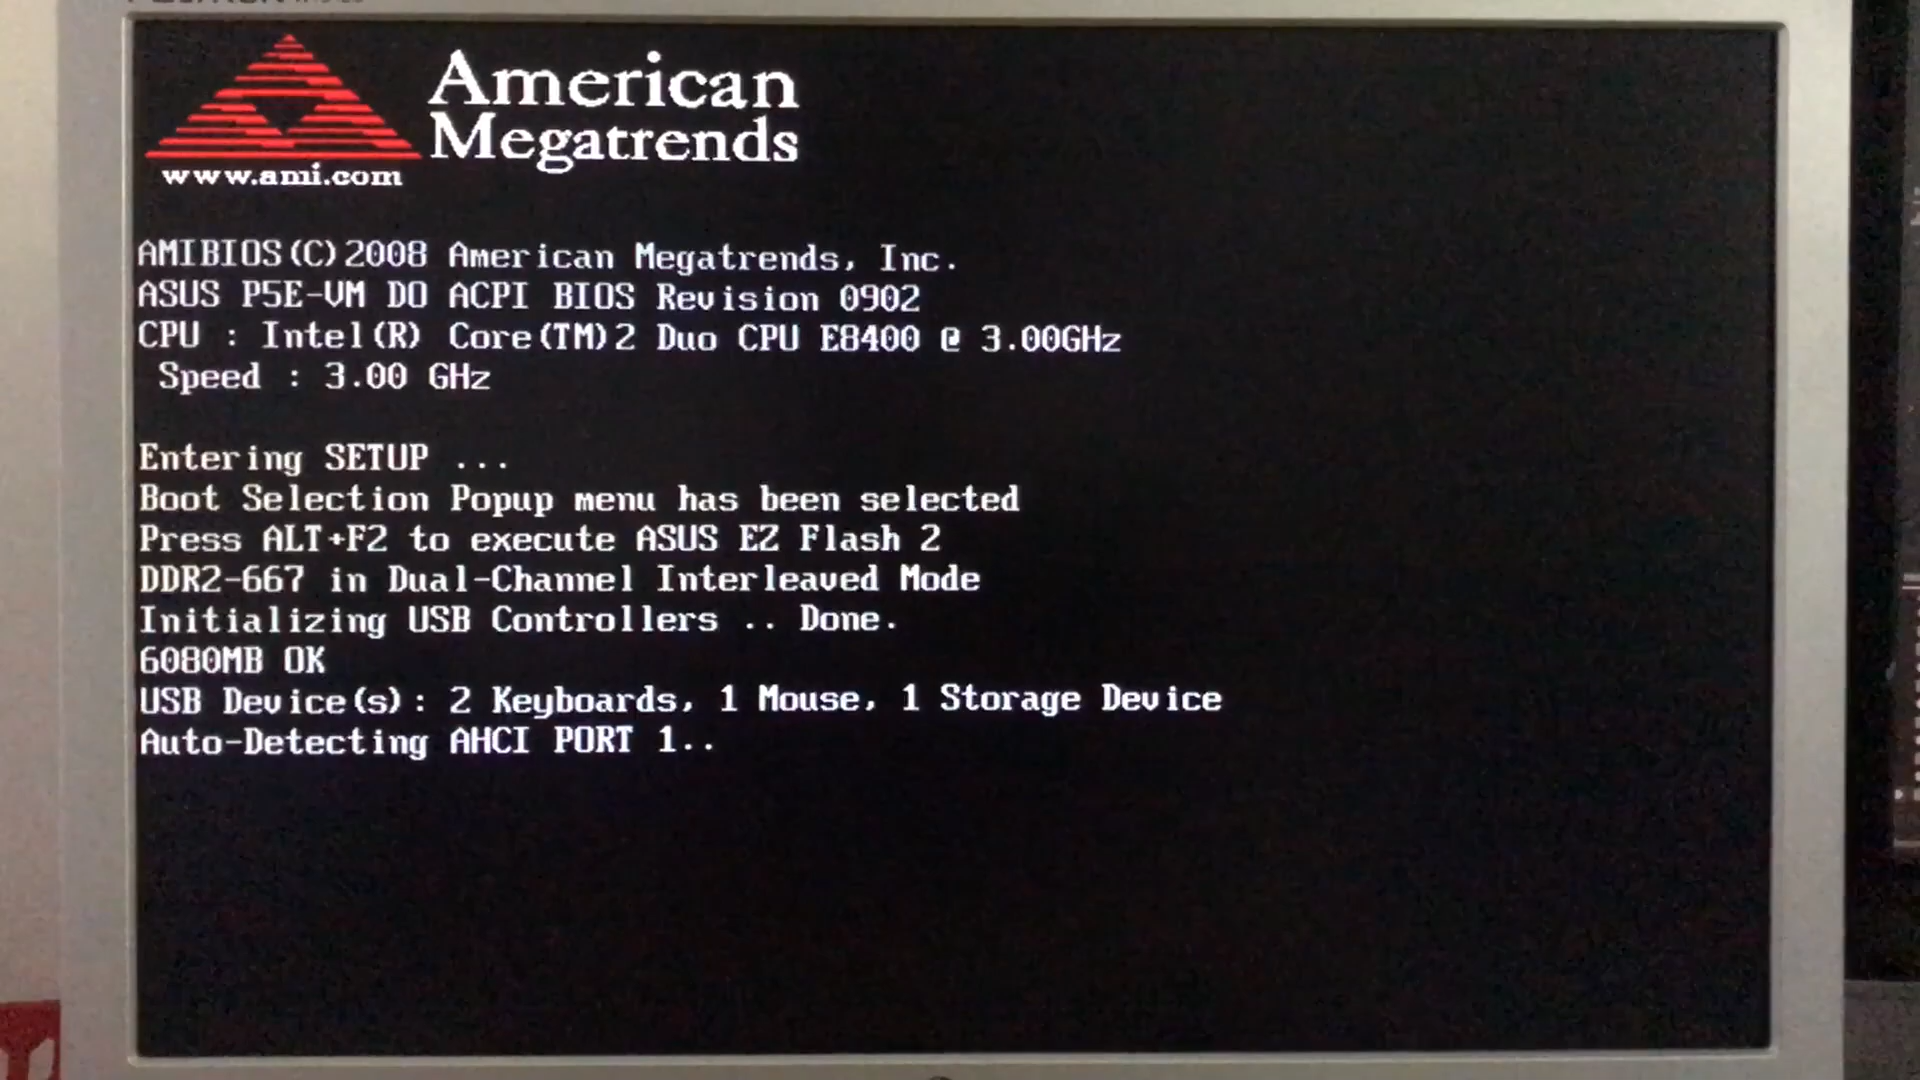 American
Megatrends
www.ami.com
AMIBIOS(C)2008 American Megatrends, Inc.
ASUS P5E-VM DO ACPI BIOS Revision 0902
CPU : Intel(R) Core(TM)2 Duo CPU E8400 @ 3.00GHz
Speed : 3.00 GHz
Entering SETUP ...
Boot Selection Popup menu has been selected
Press ALT+F2 to execute ASUS EZ Flash 2
DDR2-667 in Dual-Channel Interleaved Mode
Initializing USB Controllers .. Done.
6080MB OK
USB Device(s): 2 Keyboards, 1 Mouse, 1 Storage Device
Auto-Detecting AHCI PORT 1..